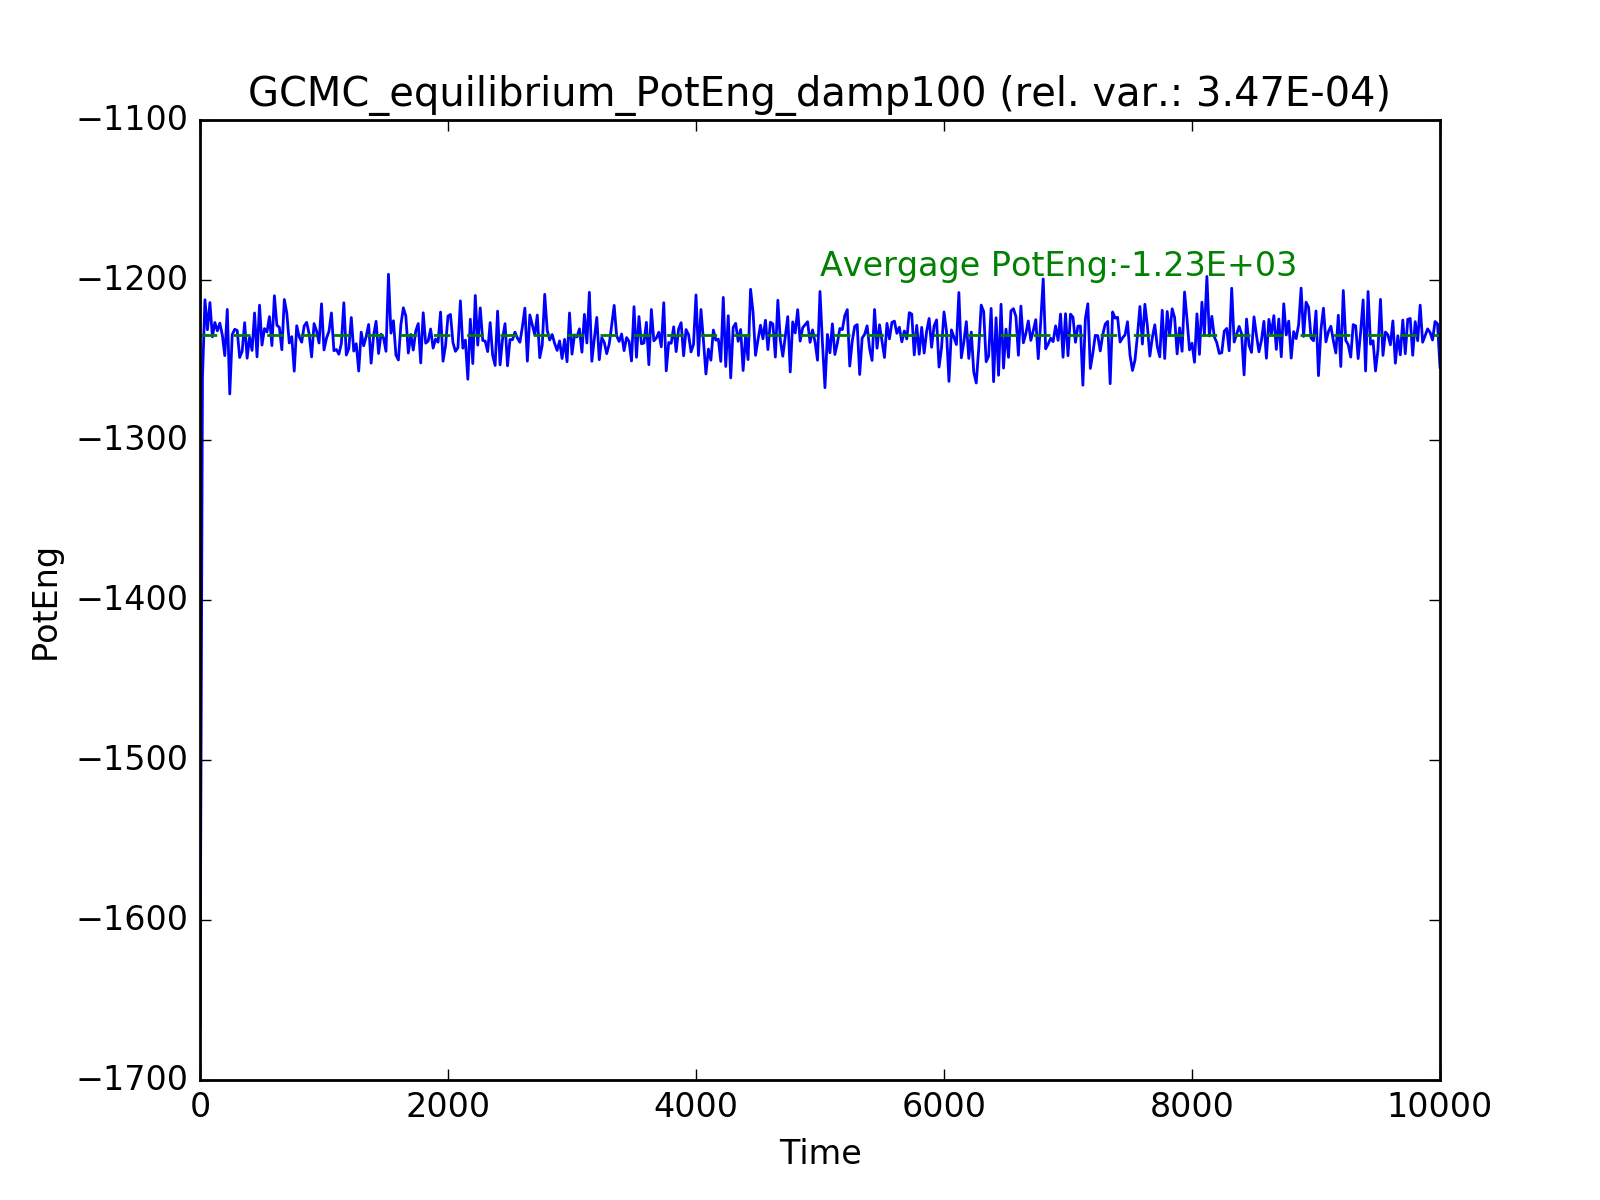 GCMC_equilibrium_PotEng_damp100 (rel. var.: 3.47E-04)
−1100
−1200
−1300
−1400
−1500
−1600
−1700
Avergage PotEng:-1.23E+03
PotEng
0 2000 4000 6000 8000 10000
Time